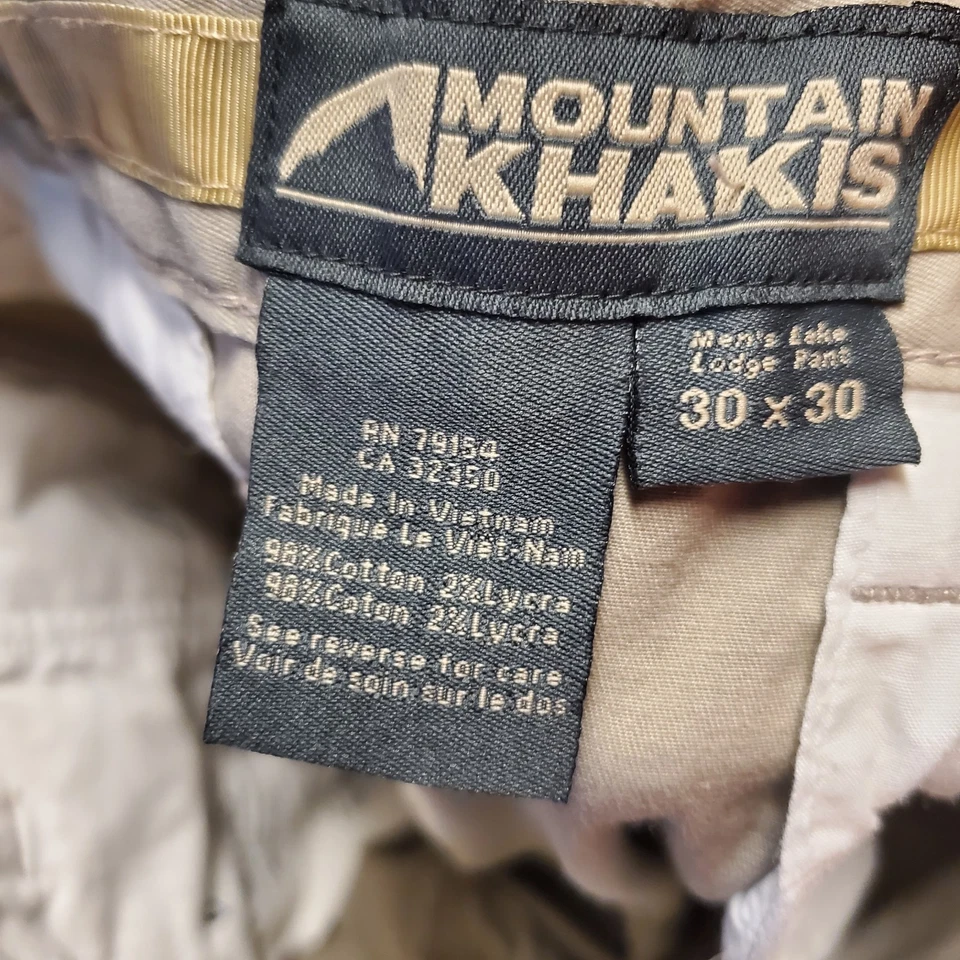 MOUNTAIN
KHAKIS
Men's Lake
Lodge Pant
30 x 30
RN 79154
CA 32350
Made In Vietnam
Fabriqué Le Viet-Nam
98%Cotton 2%Lycra
98%Coton 2%Lycra
See reverse for care
Voir de soin sur le dos